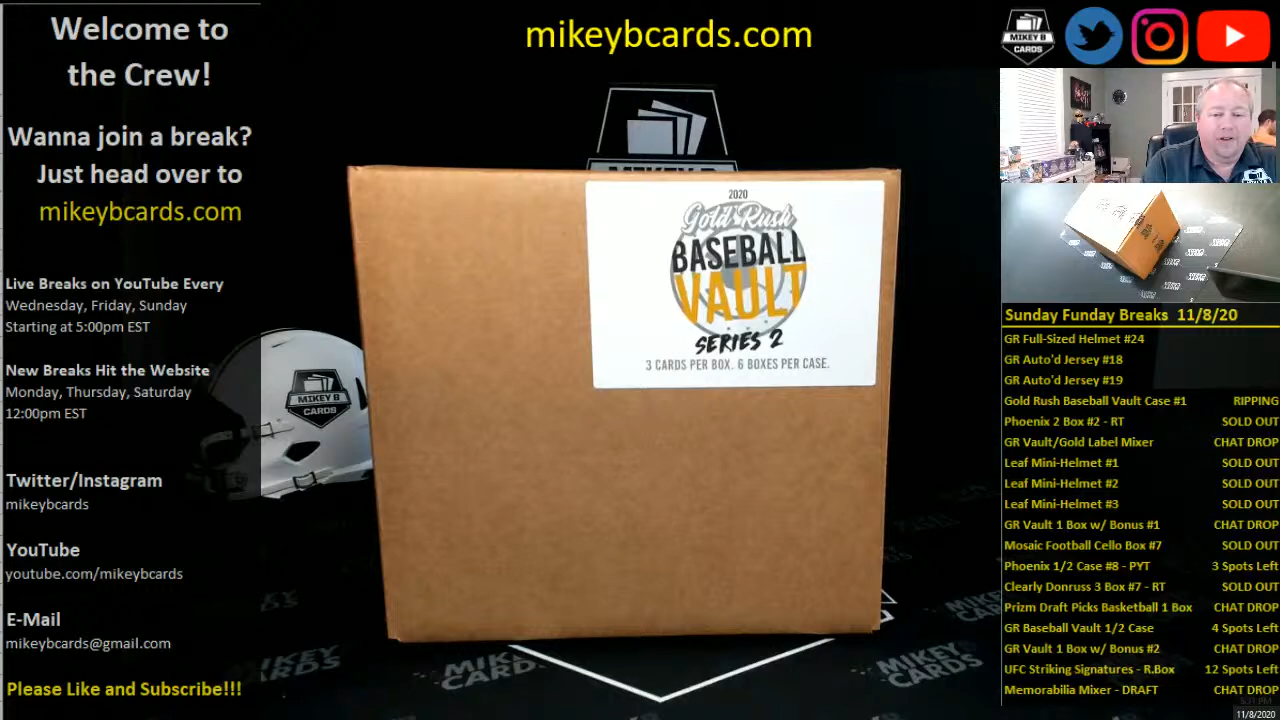 Welcome to
the Crew!
Wanna join a break?
Just head over to
mikeybcards.com
Live Breaks on YouTube Every
Wednesday, Friday, Sunday
Starting at 5:00pm EST
New Breaks Hit the Website
Monday, Thursday, Saturday
12:00pm EST
Twitter/Instagram
mikeybcards
YouTube
youtube.com/mikeybcards
E-Mail
mikeybcards@gmail.com
Please Like and Subscribe!!!
mikeybcards.com
MIKEY B
CARDS
2020
Gold Rush
BASEBALL
VAULT
SERIES 2
3 CARDS PER BOX. 6 BOXES PER CASE.
MIKEY B
CARDS
MIKEY B
CARDS
Sunday Funday Breaks 11/8/20
GR Full-Sized Helmet #24
GR Auto'd Jersey #18
GR Auto'd Jersey #19
Gold Rush Baseball Vault Case #1 RIPPING
Phoenix 2 Box #2 - RT SOLD OUT
GR Vault/Gold Label Mixer CHAT DROP
Leaf Mini-Helmet #1 SOLD OUT
Leaf Mini-Helmet #2 SOLD OUT
Leaf Mini-Helmet #3 SOLD OUT
GR Vault 1 Box w/ Bonus #1 CHAT DROP
Mosaic Football Cello Box #7 SOLD OUT
Phoenix 1/2 Case #8 - PYT 3 Spots Left
Clearly Donruss 3 Box #7 - RT SOLD OUT
Prizm Draft Picks Basketball 1 Box CHAT DROP
GR Baseball Vault 1/2 Case 4 Spots Left
GR Vault 1 Box w/ Bonus #2 CHAT DROP
UFC Striking Signatures - R.Box 12 Spots Left
Memorabilia Mixer - DRAFT CHAT DROP
11/8/2020